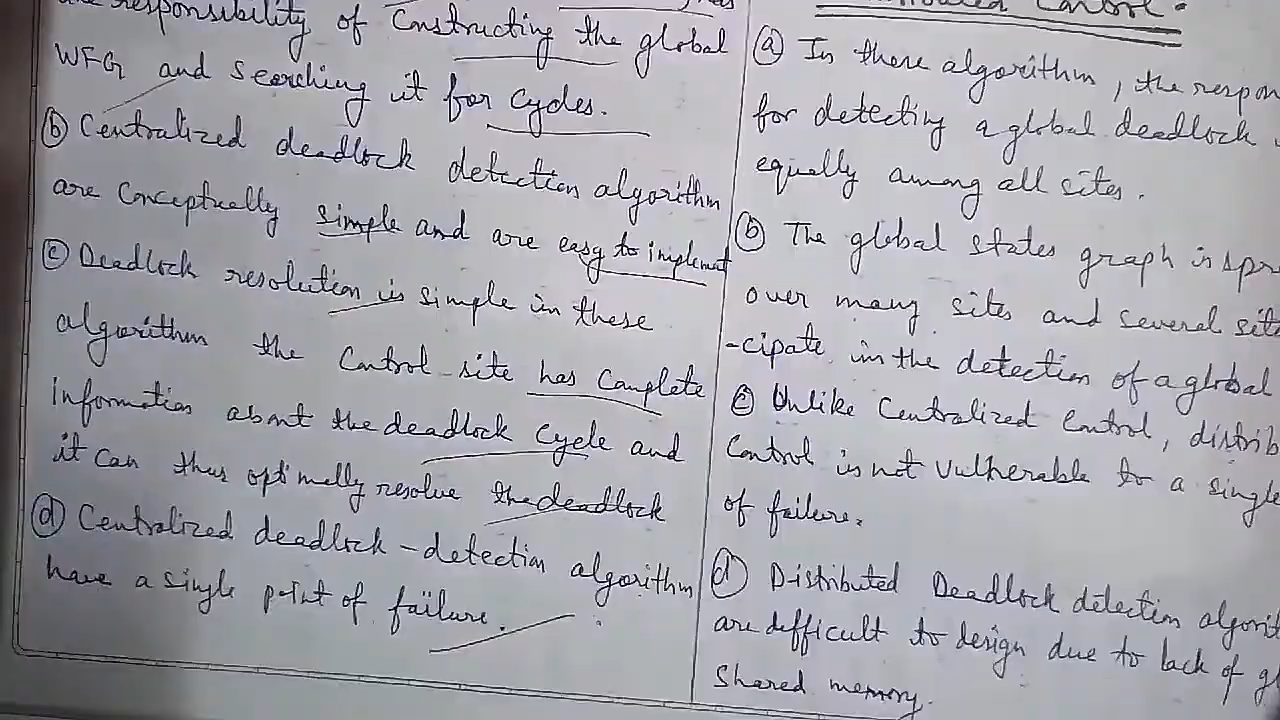 responsibility of Constructing the global
WFG and Searching it for Cycles.
(b) Centralized deadlock detection algorithm
are Conceptually simple and are easy to implement
(c) Deadlock resolution is simple in these
algorithm the Control site has Complete
information about the deadlock cycle and
it can thus optimally resolve the deadlock
(d) Centralized deadlock-detection algorithm
have a single point of failure.
Control.
(a) In these algorithm, the respon
for detecting a global deadlock
equally among all sites.
(b) The global states graph is spr
over many sites and several site
-cipate in the detection of a global
(c) Unlike Centralized Control, distrib
Control is not vulnerable to a single
of failure.
(d) Distributed Deadlock detection algorit
are difficult to design due to lack of gl
Shared memory.